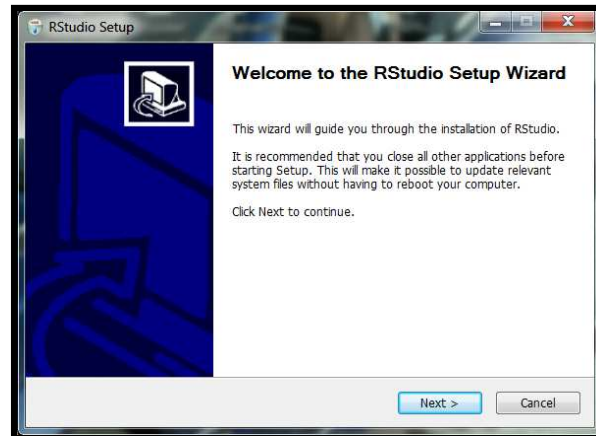 RStudio Setup
Welcome to the RStudio Setup Wizard
This wizard will guide you through the installation of RStudio.
It is recommended that you close all other applications before
starting Setup. This will make it possible to update relevant
system files without having to reboot your computer.
Click Next to continue.
Next >
Cancel